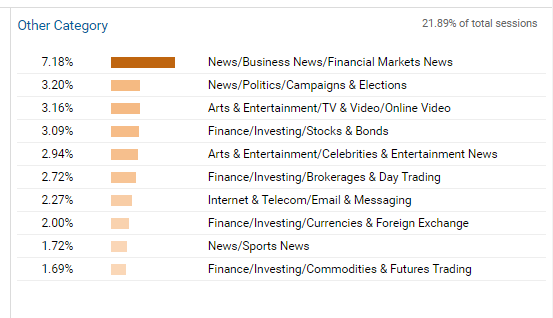 Other Category
21.89% of total sessions
7.18% News/Business News/Financial Markets News
3.20% News/Politics/Campaigns & Elections
3.16% Arts & Entertainment/TV & Video/Online Video
3.09% Finance/Investing/Stocks & Bonds
2.94% Arts & Entertainment/Celebrities & Entertainment News
2.72% Finance/Investing/Brokerages & Day Trading
2.27% Internet & Telecom/Email & Messaging
2.00% Finance/Investing/Currencies & Foreign Exchange
1.72% News/Sports News
1.69% Finance/Investing/Commodities & Futures Trading